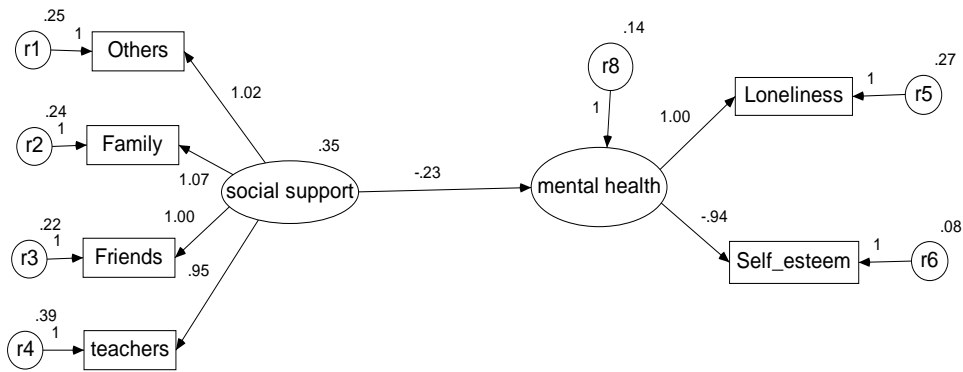 .25
r1
1
Others
.24
r2
1
Family
.22
r3
1
Friends
.39
r4
1
teachers
1.02
1.07
1.00
.95
.35
social support
-.23
.14
r8
1
mental health
1.00
-.94
Loneliness
1
.27
r5
Self_esteem
1
.08
r6